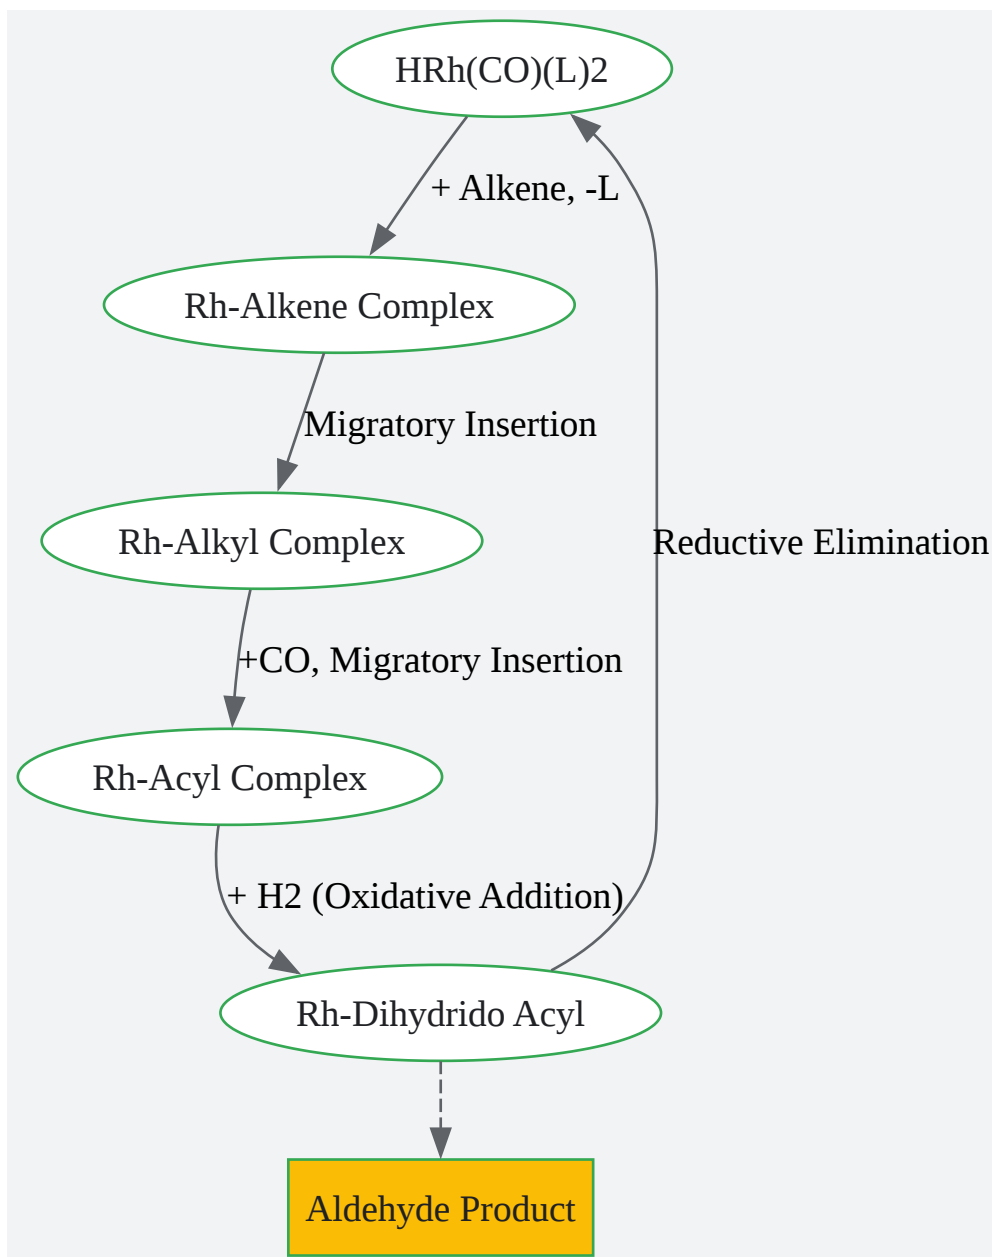 HRh(CO)(L)2
+ Alkene, -L
Rh-Alkene Complex
Migratory Insertion
Rh-Alkyl Complex
Reductive Elimination
+CO, Migratory Insertion
Rh-Acyl Complex
+ H2 (Oxidative Addition)
Rh-Dihydrido Acyl
Aldehyde Product